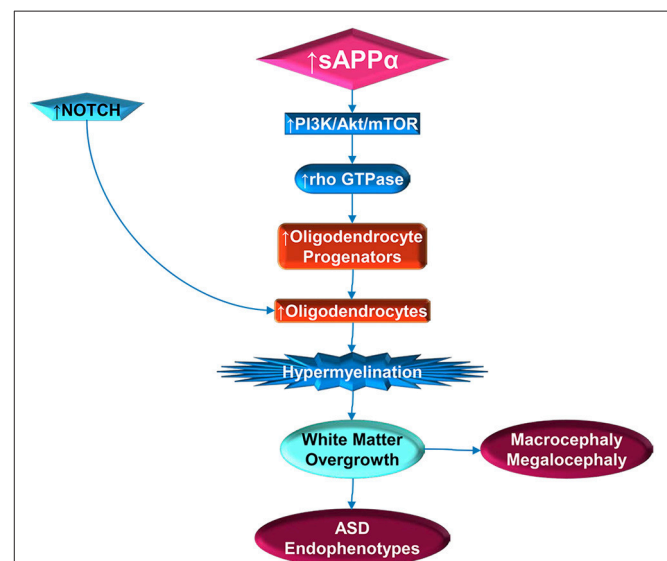 ↑sAPPα
↑NOTCH
↑PI3K/Akt/mTOR
↑rho GTPase
↑Oligodendrocyte
Progenators
↑Oligodendrocytes
Hypermyelination
White Matter
Overgrowth
Macrocephaly
Megalocephaly
ASD
Endophenotypes